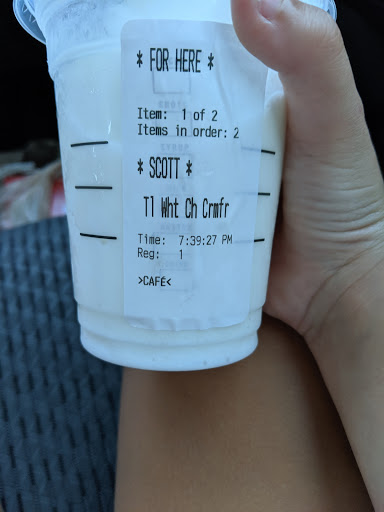 * FOR HERE *
Item: 1 of 2
Items in order: 2
* SCOTT *
Tl Wht Ch Crmfr
Time: 7:39:27 PM
Reg: 1
>CAFÉ<